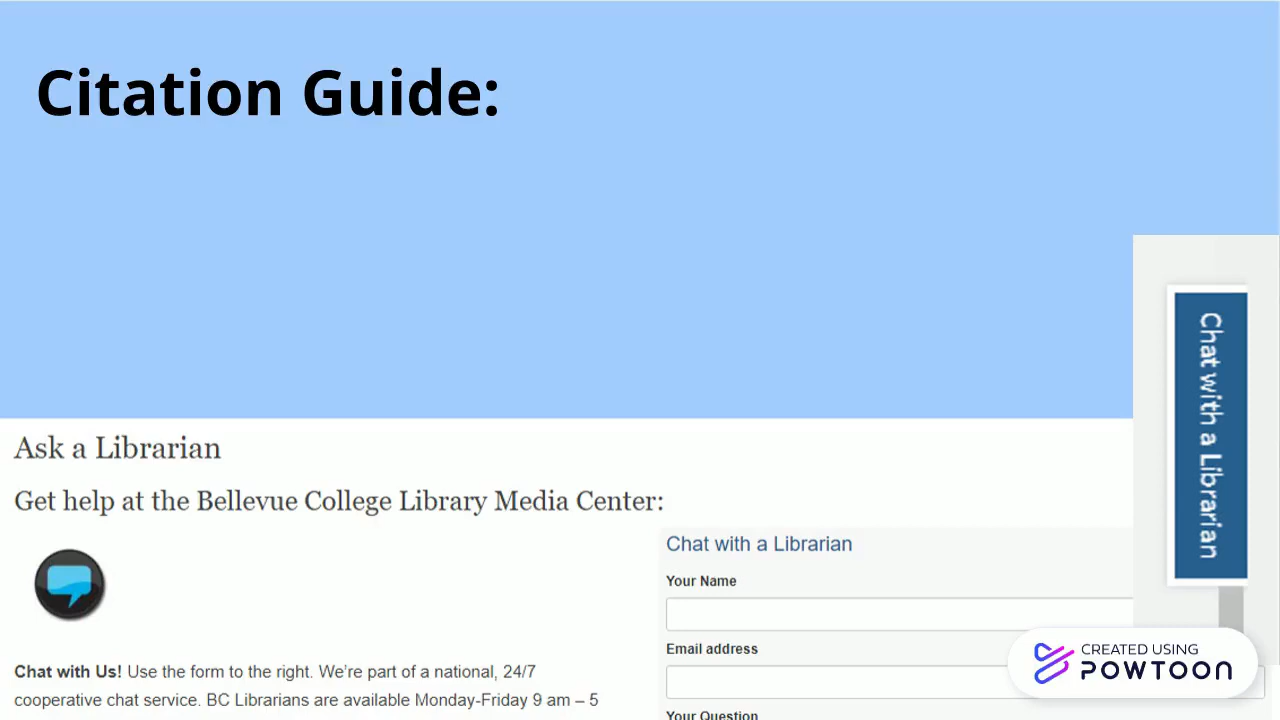 Citation Guide:
Chat with a Librarian
Ask a Librarian
Get help at the Bellevue College Library Media Center:
Chat with Us! Use the form to the right. We're part of a national, 24/7
cooperative chat service. BC Librarians are available Monday-Friday 9 am – 5
Chat with a Librarian
Your Name
Email address
Your Question
CREATED USING
POWTOON